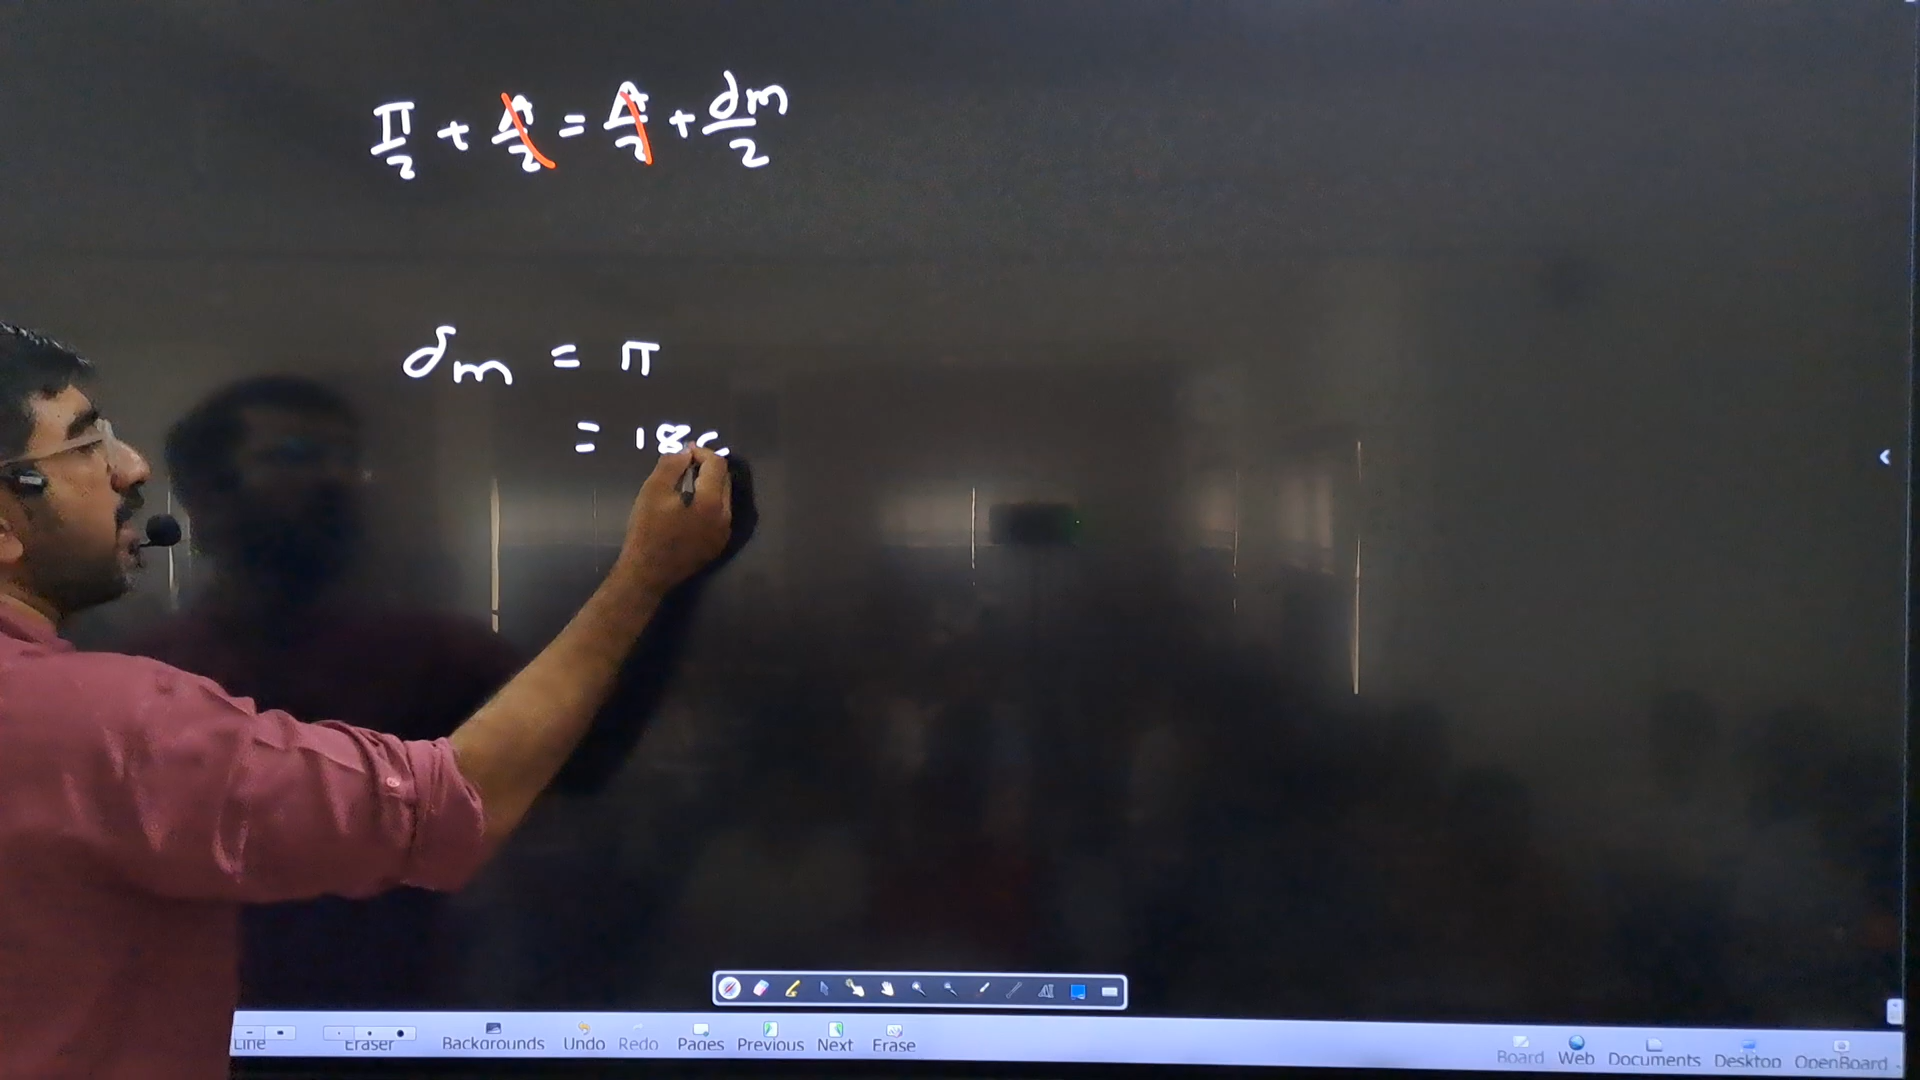 π/2 + A/2 = A/2 + δm/2
δm = π
= 180
Line Eraser Backgrounds Undo Redo Pages Previous Next Erase Board Web Documents Desktop OpenBoard